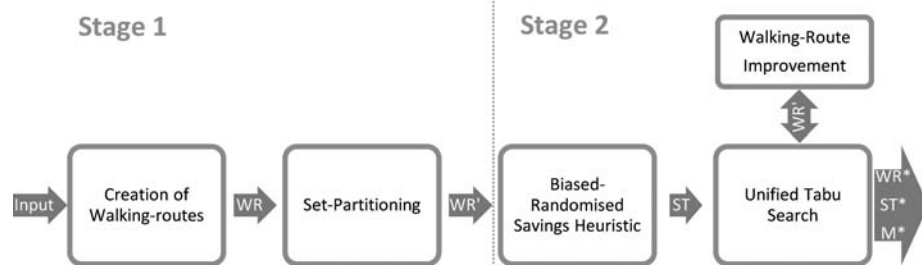 Stage 1
Stage 2
Walking-Route
Improvement
WR'
Input
Creation of
Walking-routes
WR
Set-Partitioning
WR'
Biased-
Randomised
Savings Heuristic
ST
Unified Tabu
Search
WR*
ST*
M*